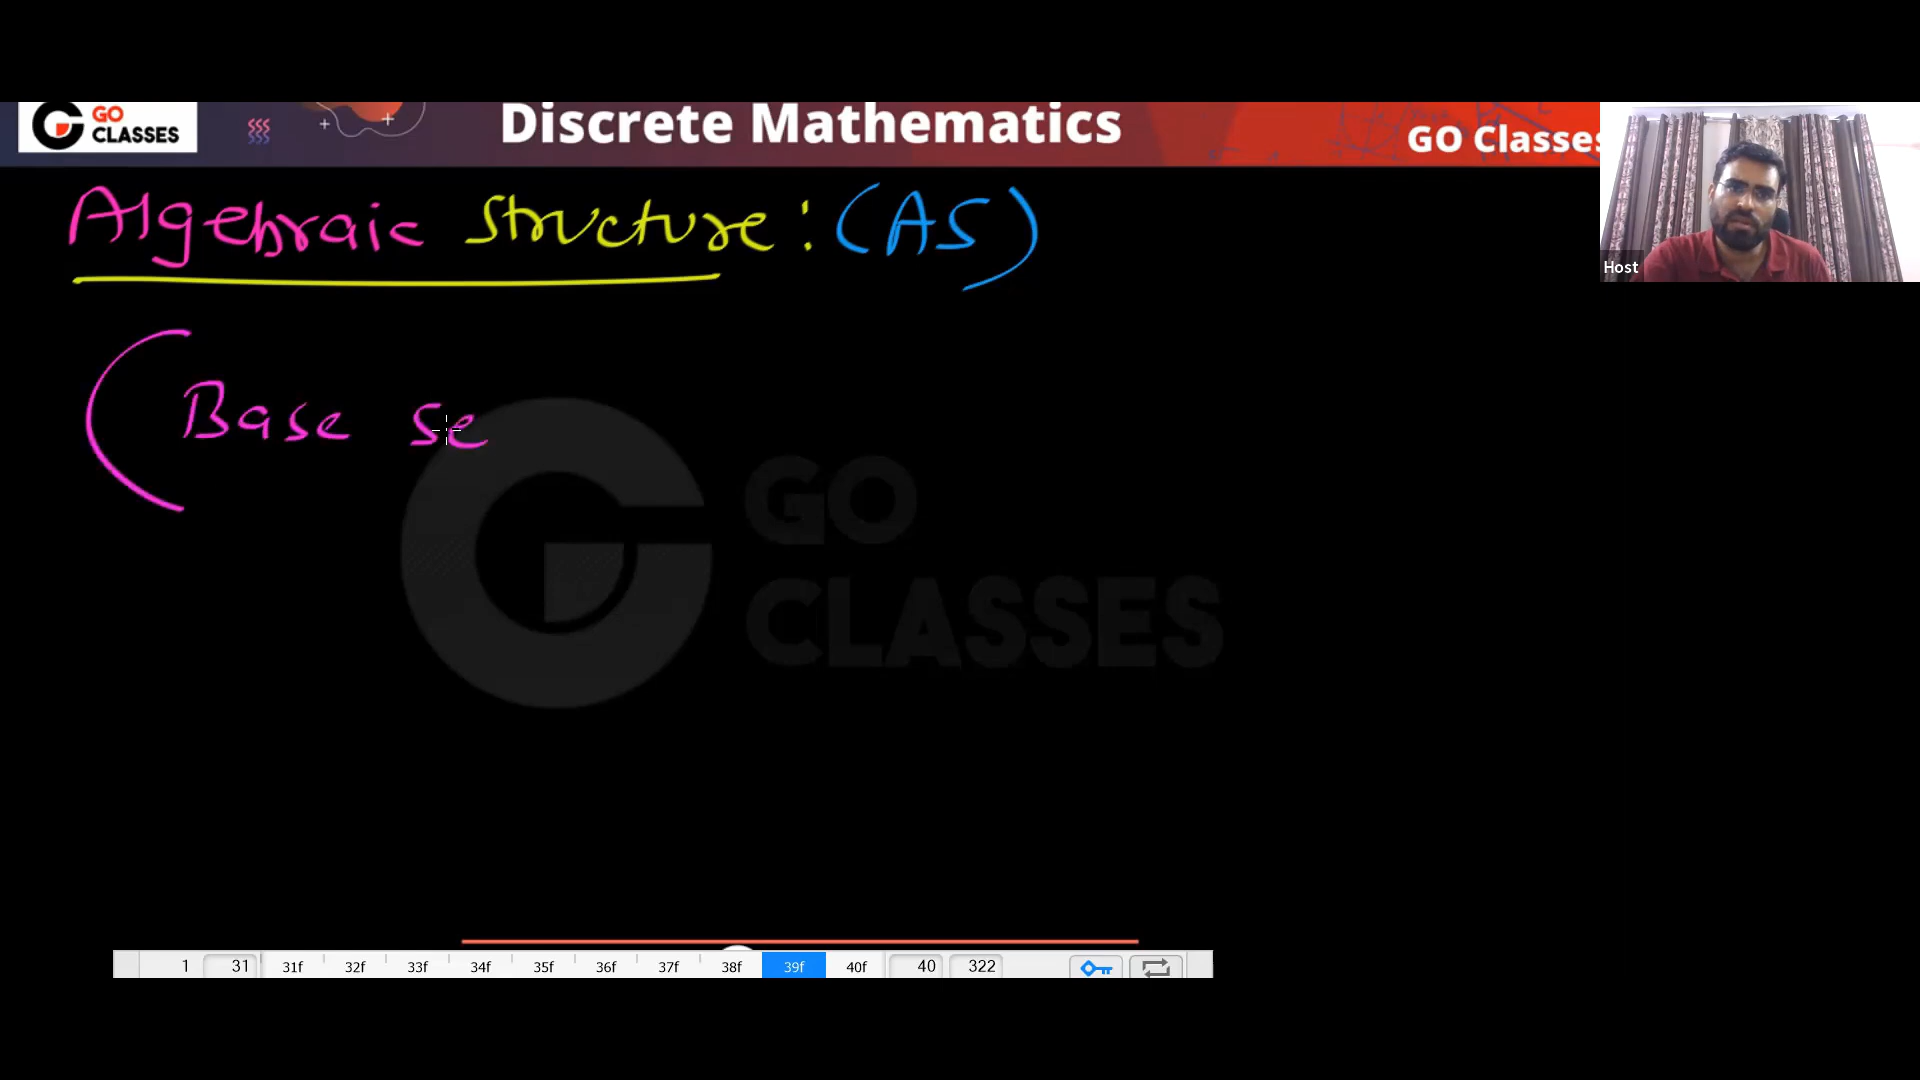 GO
CLASSES
Discrete Mathematics
GO Classes
Algebraic Structure: (AS)
Host
(Base se
GO
CLASSES
1 31 31f 32f 33f 34f 35f 36f 37f 38f 39f 40f 40 322